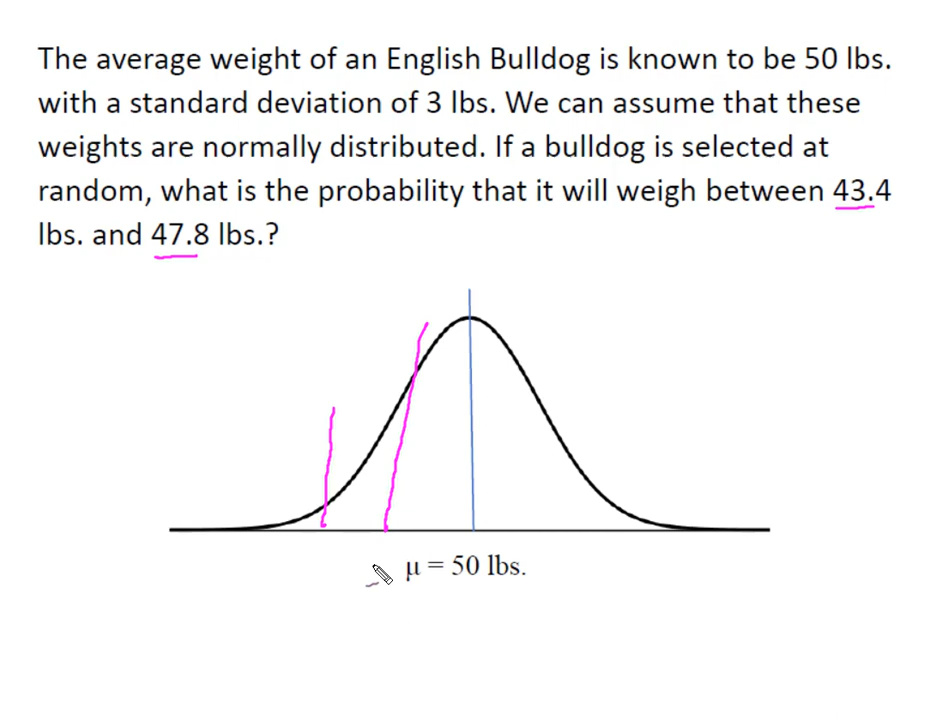 The average weight of an English Bulldog is known to be 50 lbs.
with a standard deviation of 3 lbs. We can assume that these
weights are normally distributed. If a bulldog is selected at
random, what is the probability that it will weigh between 43.4
lbs. and 47.8 lbs.?
μ = 50 lbs.